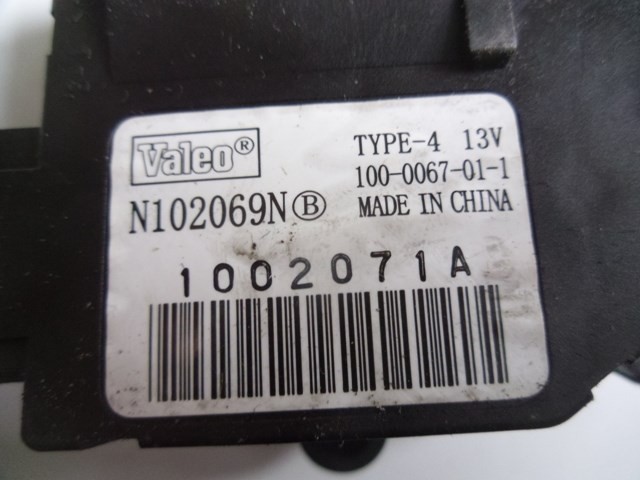 Valeo®
TYPE-4 13V
100-0067-01-1
N102069N Ⓑ
MADE IN CHINA
1002071A